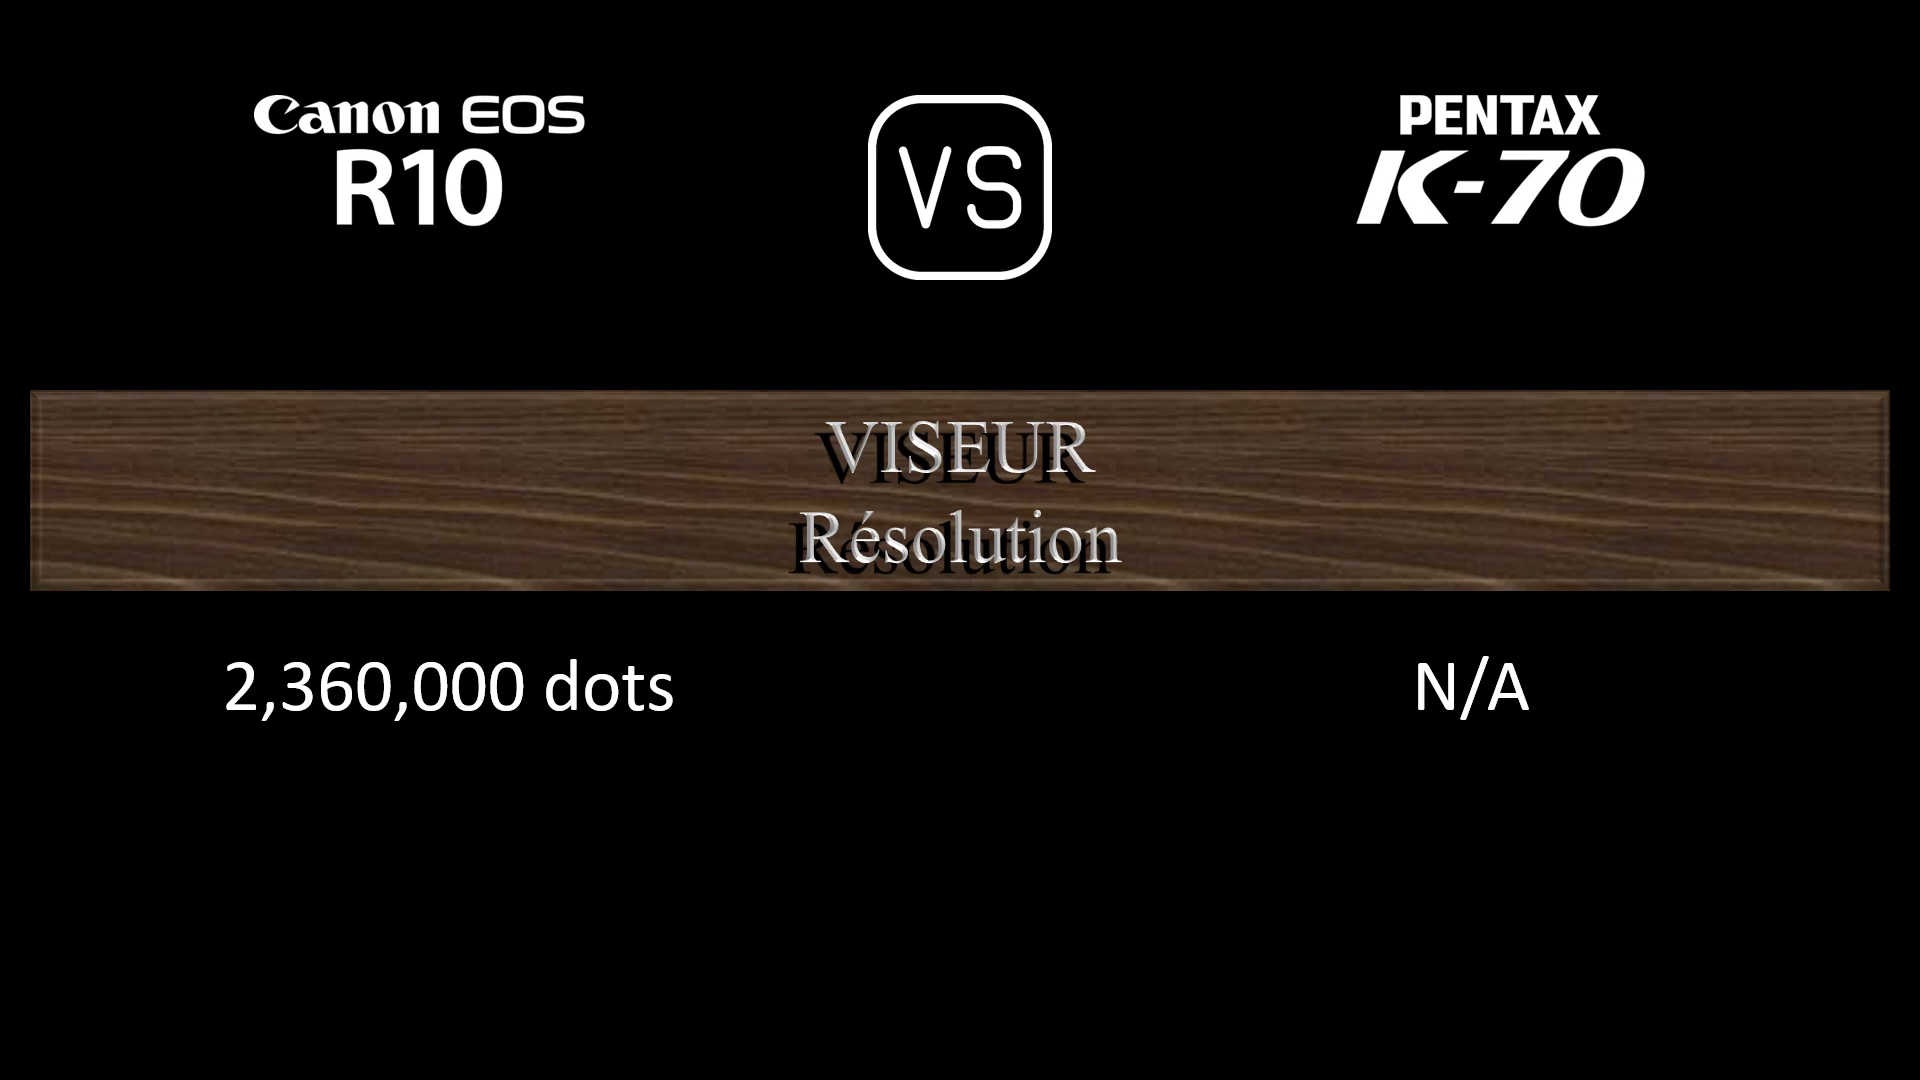 Canon EOS
R10
VS
PENTAX
K-70
VISEUR
Résolution
2,360,000 dots
N/A